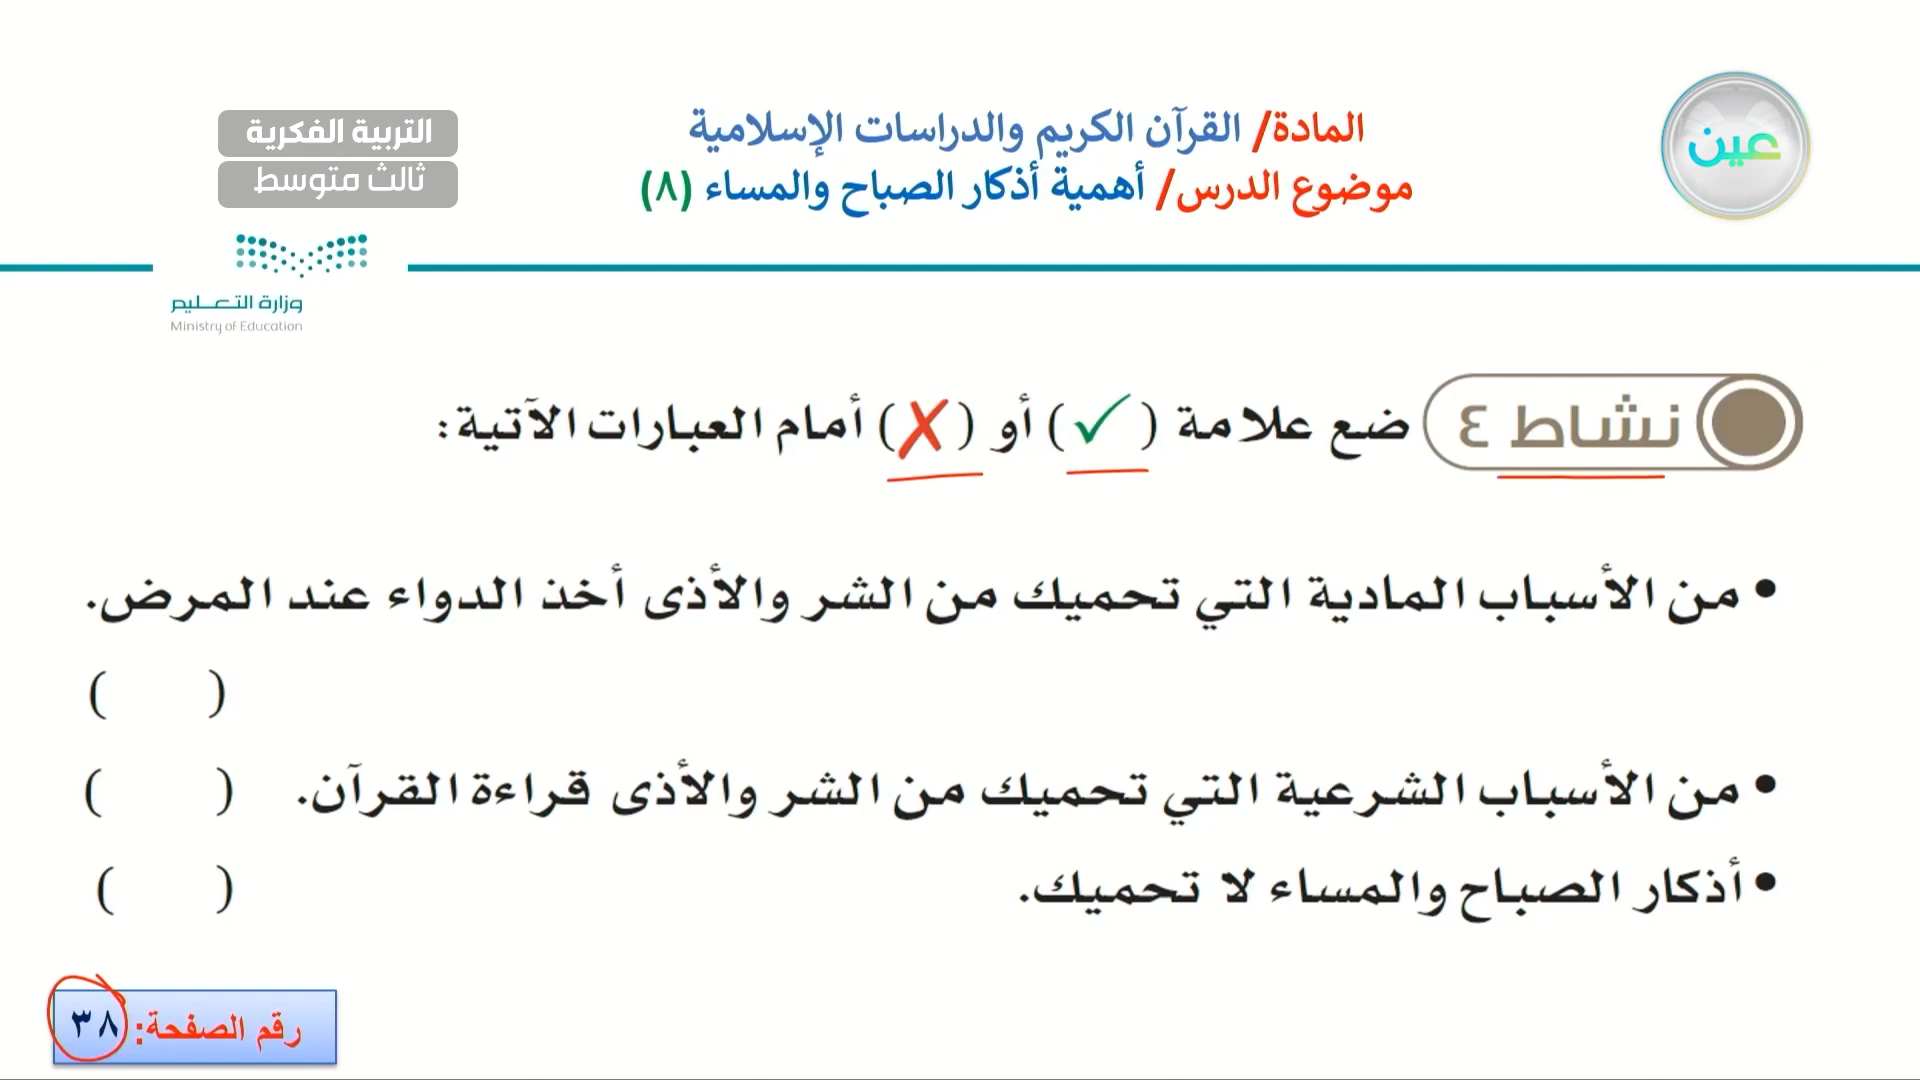 عين
المادة/ القرآن الكريم والدراسات الإسلامية
موضوع الدرس/ أهمية أذكار الصباح والمساء (٨)
التربية الفكرية
ثالث متوسط
وزارة التعليم
Ministry of Education
نشاط ٤ ضع علامة (✓) أو (✗) أمام العبارات الآتية:
• من الأسباب المادية التي تحميك من الشر والأذى أخذ الدواء عند المرض.
( )
• من الأسباب الشرعية التي تحميك من الشر والأذى قراءة القرآن. ( )
• أذكار الصباح والمساء لا تحميك. ( )
رقم الصفحة: ٣٨